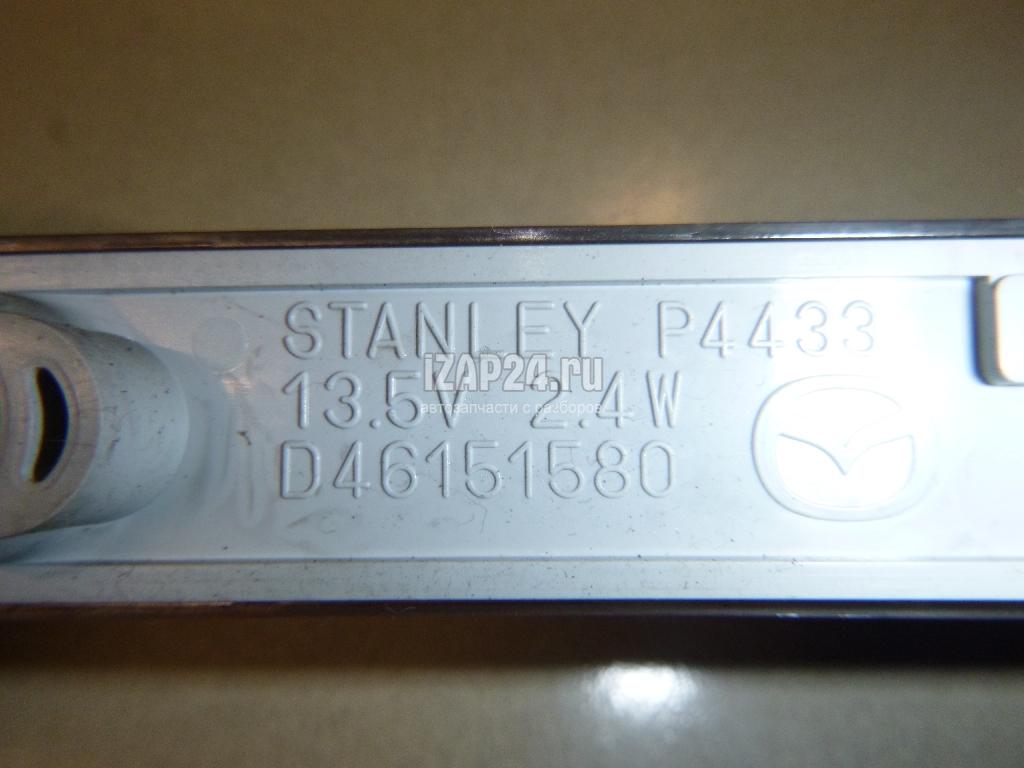 STANLEY P4433
IZAP24.ru
13.5V 2.4W
автозапчасти с разборов
D46151580